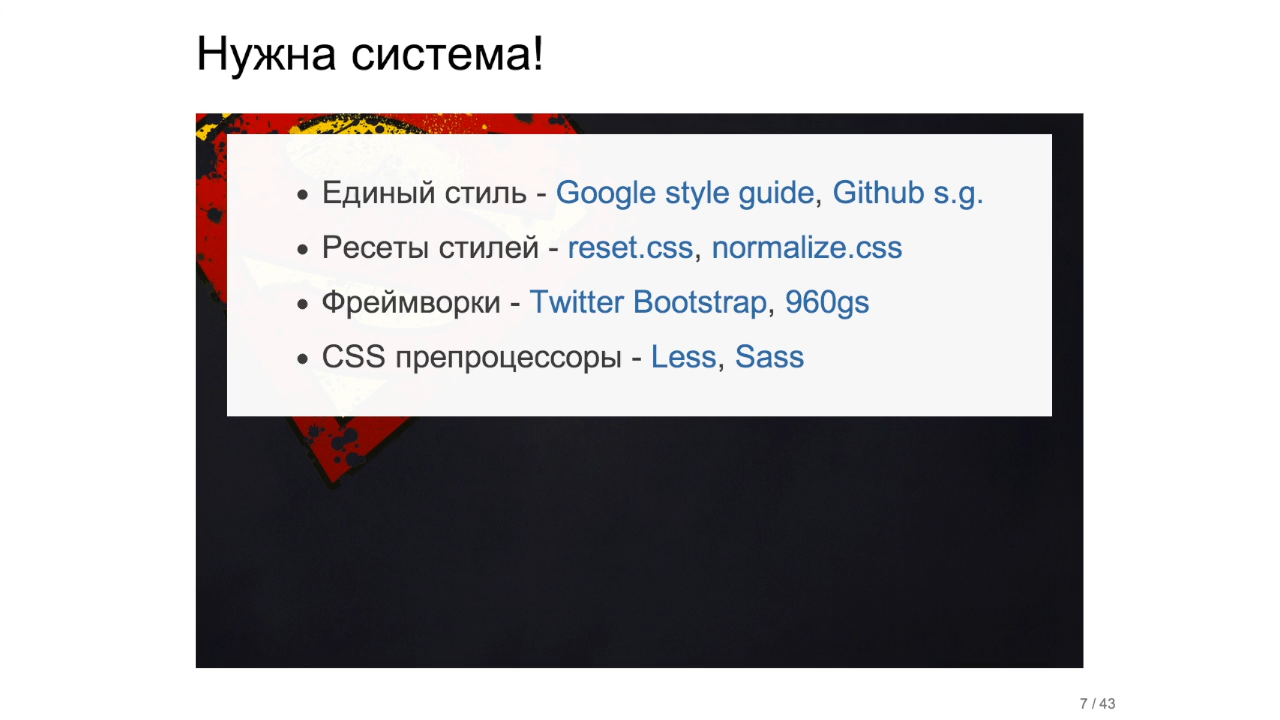 Нужна система!
• Единый стиль - Google style guide, Github s.g.
• Ресеты стилей - reset.css, normalize.css
• Фреймворки - Twitter Bootstrap, 960gs
• CSS препроцессоры - Less, Sass
7 / 43